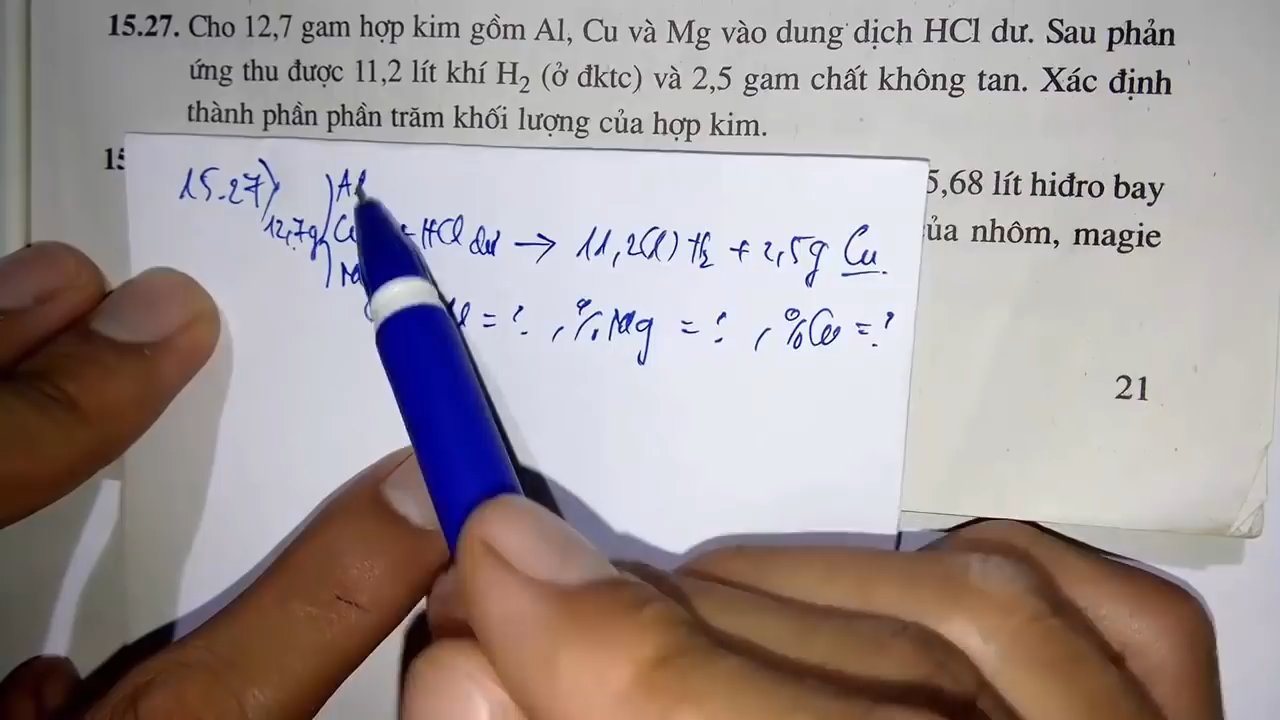 15.27. Cho 12,7 gam hợp kim gồm Al, Cu và Mg vào dung dịch HCl dư. Sau phản
ứng thu được 11,2 lít khí H₂ (ở đktc) và 2,5 gam chất không tan. Xác định
thành phần phần trăm khối lượng của hợp kim.
15
5,68 lít hiđro bay
ủa nhôm, magie
15.27) Al
12,7g HCl dư → 11,2(l) H₂ + 2,5g Cu
= ? , %Mg = ? , %Cu = ?
21